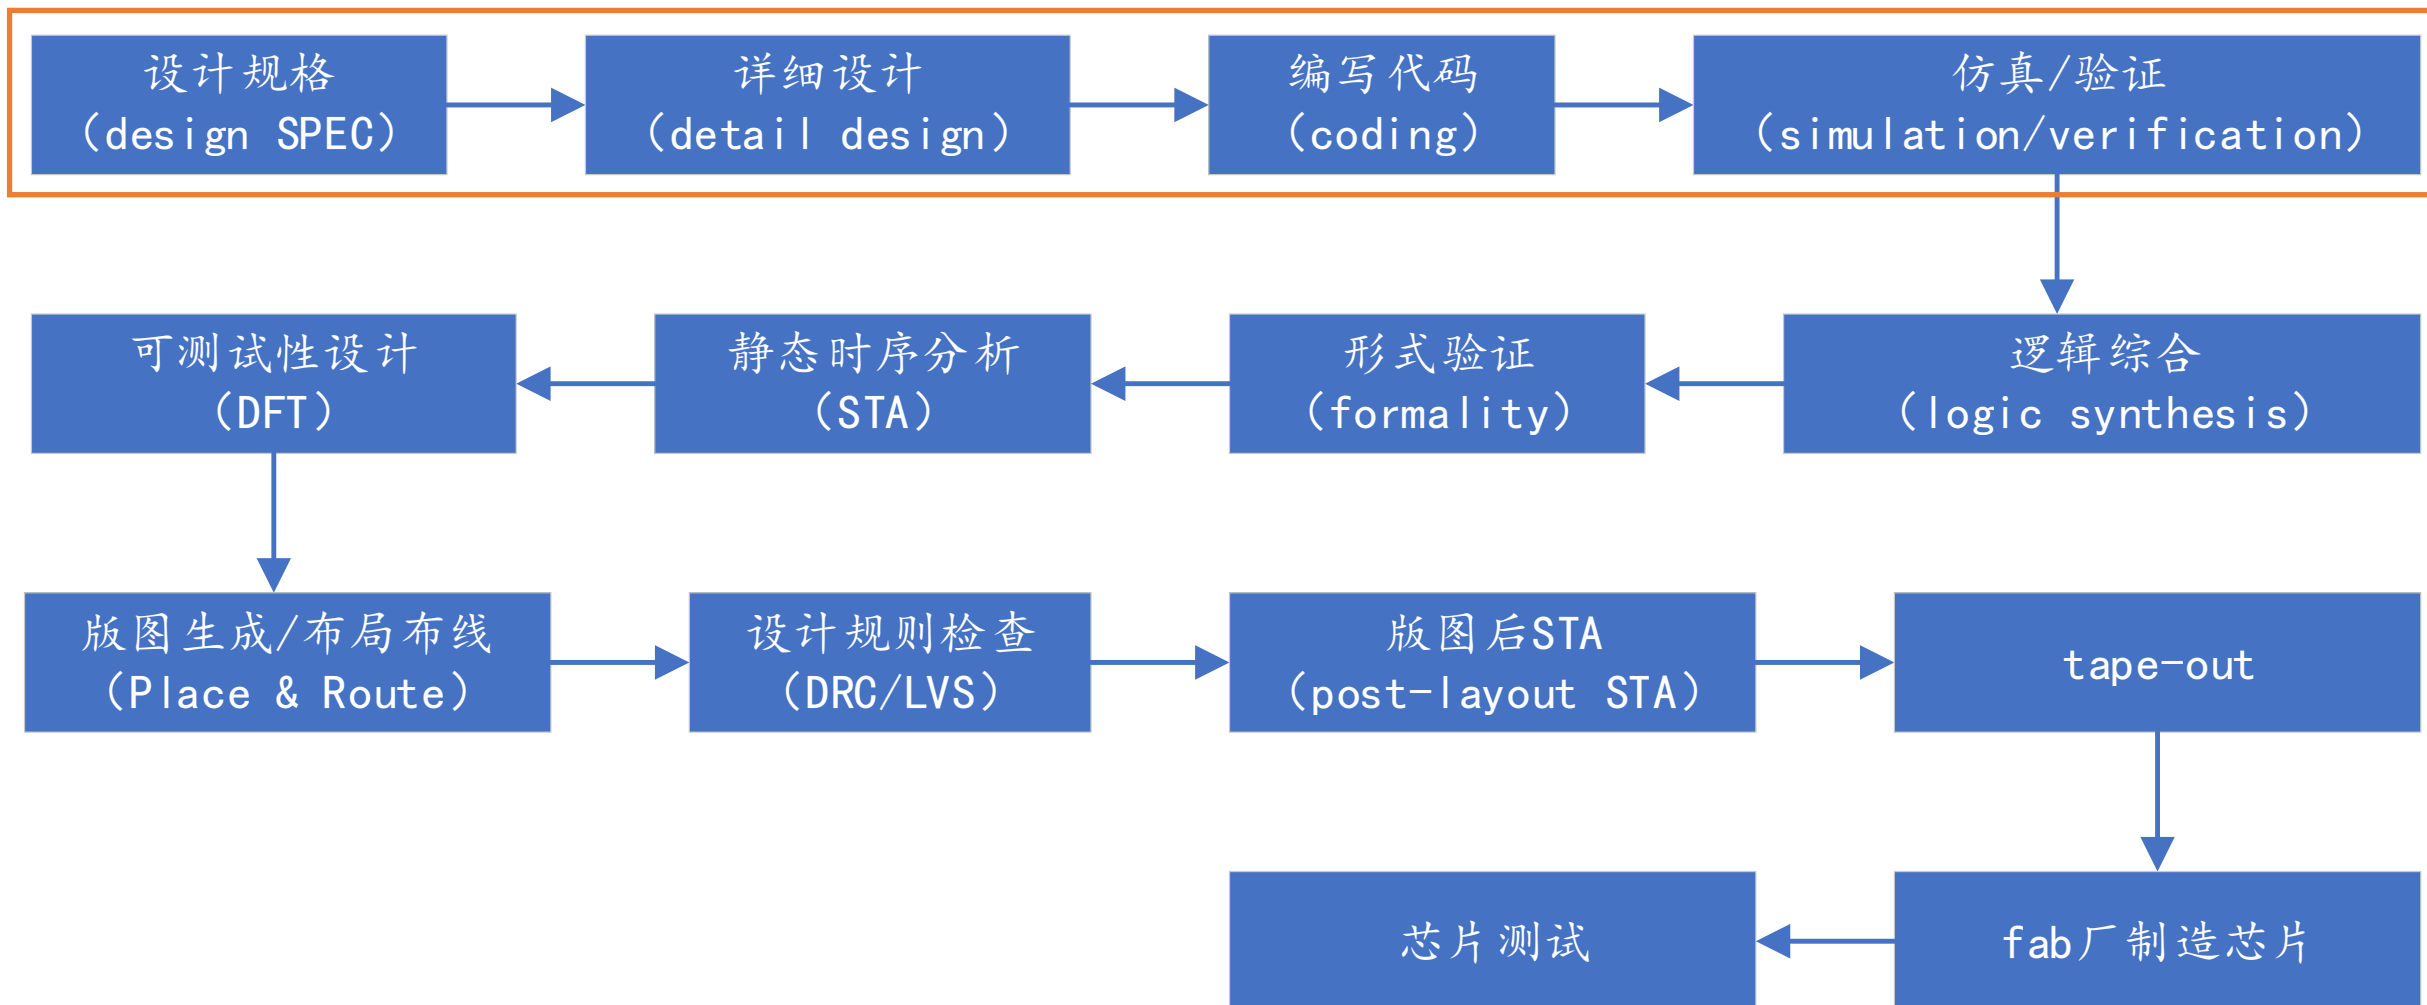 设计规格
（design SPEC）
详细设计
（detail design）
编写代码
（coding）
仿真/验证
（simulation/verification）
可测试性设计
（DFT）
静态时序分析
（STA）
形式验证
（formality）
逻辑综合
（logic synthesis）
版图生成/布局布线
（Place & Route）
设计规则检查
（DRC/LVS）
版图后STA
（post-layout STA）
tape-out
芯片测试
fab厂制造芯片